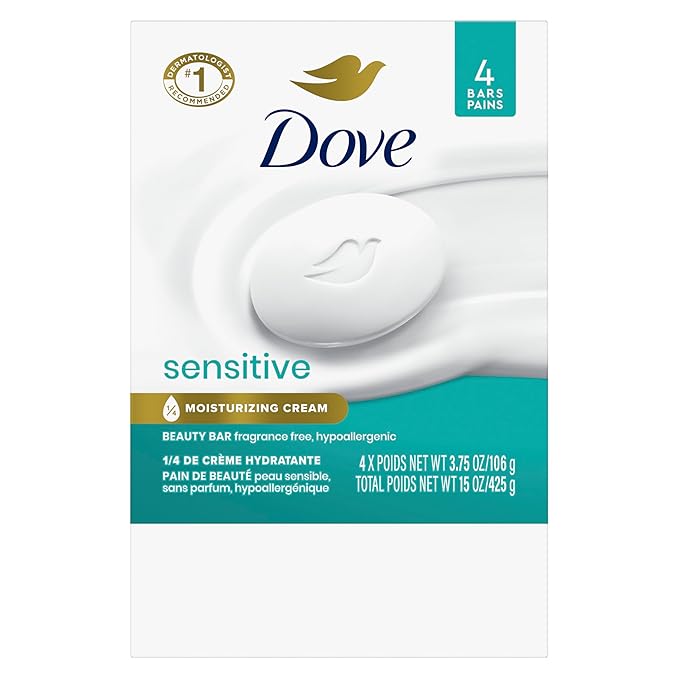 DERMATOLOGIST
#1
RECOMMENDED
Dove
4
BARS
PAINS
sensitive
1/4 MOISTURIZING CREAM
BEAUTY BAR fragrance free, hypoallergenic
1/4 DE CRÈME HYDRATANTE
PAIN DE BEAUTÉ peau sensible,
sans parfum, hypoallergénique
4 X POIDS NET WT 3.75 OZ/106 g
TOTAL POIDS NET WT 15 OZ/425 g